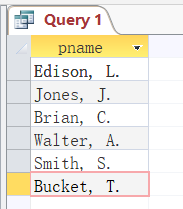 Query 1
pname
Edison, L.
Jones, J.
Brian, C.
Walter, A.
Smith, S.
Bucket, T.